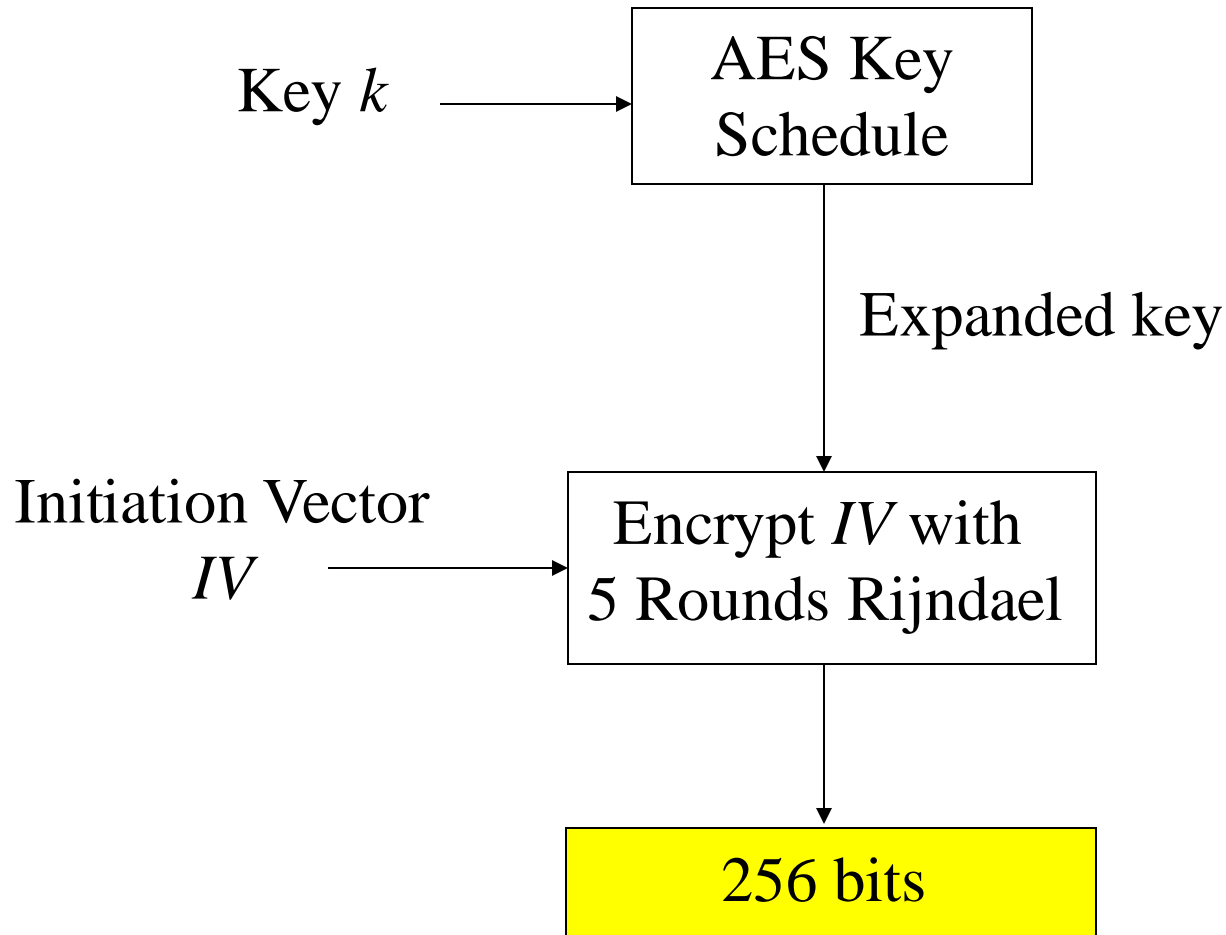 Key k
AES Key
Schedule
Expanded key
Initiation Vector
IV
Encrypt IV with
5 Rounds Rijndael
256 bits